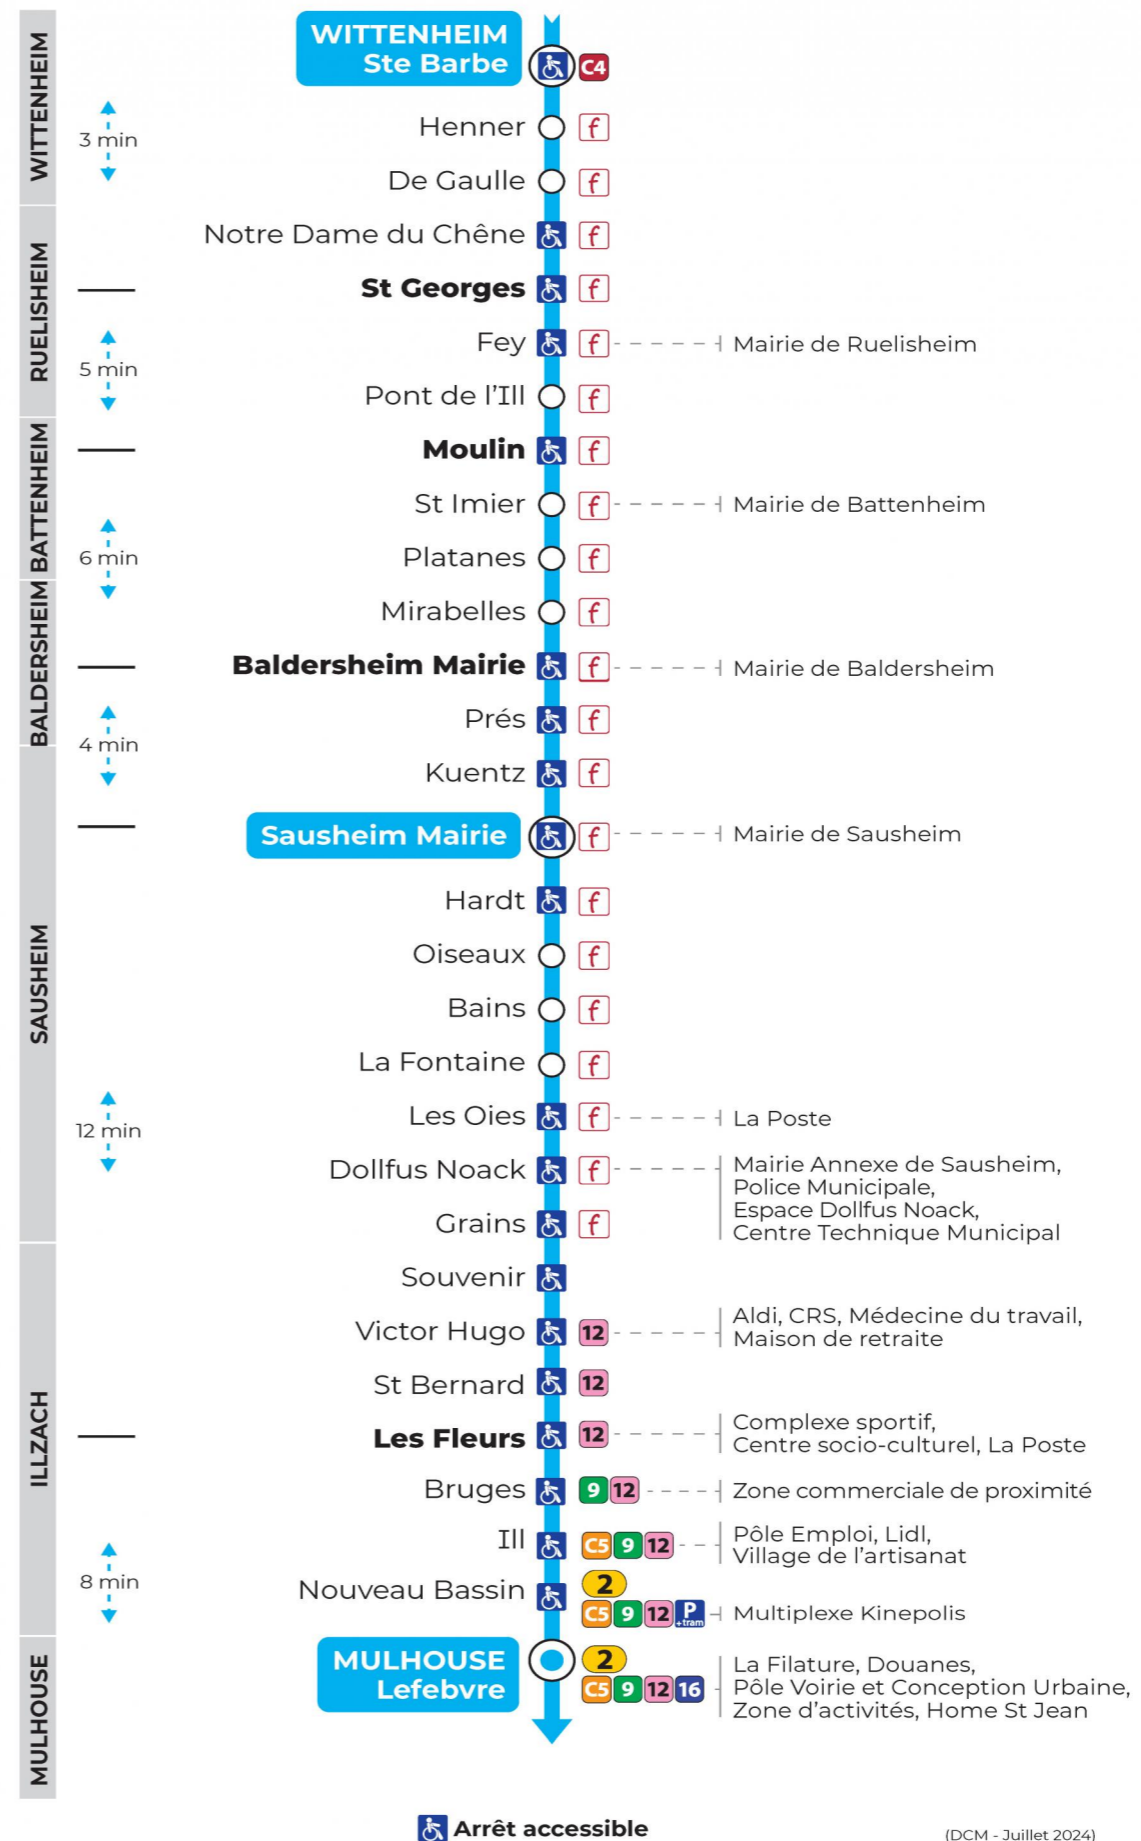 WITTENHEIM
Ste Barbe
C4
WITTENHEIM
3 min
Henner f
De Gaulle f
Notre Dame du Chêne f
RUELISHEIM
St Georges f
Fey f Mairie de Ruelisheim
5 min
Pont de l'Ill f
BATTENHEIM
Moulin f
St Imier f Mairie de Battenheim
6 min
Platanes f
BALDERSHEIM
Mirabelles f
Baldersheim Mairie f Mairie de Baldersheim
Prés f
4 min
Kuentz f
SAUSHEIM
Sausheim Mairie f Mairie de Sausheim
Hardt f
Oiseaux f
Bains f
La Fontaine f
Les Oies f La Poste
12 min
Dollfus Noack f
Mairie Annexe de Sausheim,
Police Municipale,
Espace Dollfus Noack,
Centre Technique Municipal
Grains f
ILLZACH
Souvenir
Victor Hugo 12
Aldi, CRS, Médecine du travail,
Maison de retraite
St Bernard 12
Les Fleurs 12
Complexe sportif,
Centre socio-culturel, La Poste
Bruges 9 12 Zone commerciale de proximité
Ill C5 9 12
Pôle Emploi, Lidl,
Village de l'artisanat
8 min
Nouveau Bassin 2
C5 9 12 P +tram Multiplexe Kinepolis
MULHOUSE
MULHOUSE
Lefebvre
2
C5 9 12 16
La Filature, Douanes,
Pôle Voirie et Conception Urbaine,
Zone d'activités, Home St Jean
Arrêt accessible
(DCM - Juillet 2024)